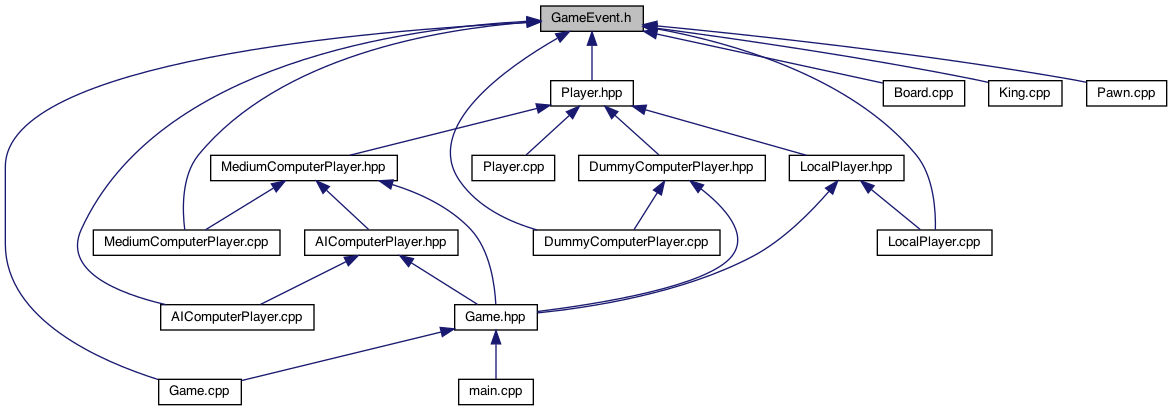 GameEvent.h
Player.hpp
Board.cpp
King.cpp
Pawn.cpp
MediumComputerPlayer.hpp
Player.cpp
DummyComputerPlayer.hpp
LocalPlayer.hpp
MediumComputerPlayer.cpp
AIComputerPlayer.hpp
DummyComputerPlayer.cpp
LocalPlayer.cpp
AIComputerPlayer.cpp
Game.hpp
Game.cpp
main.cpp